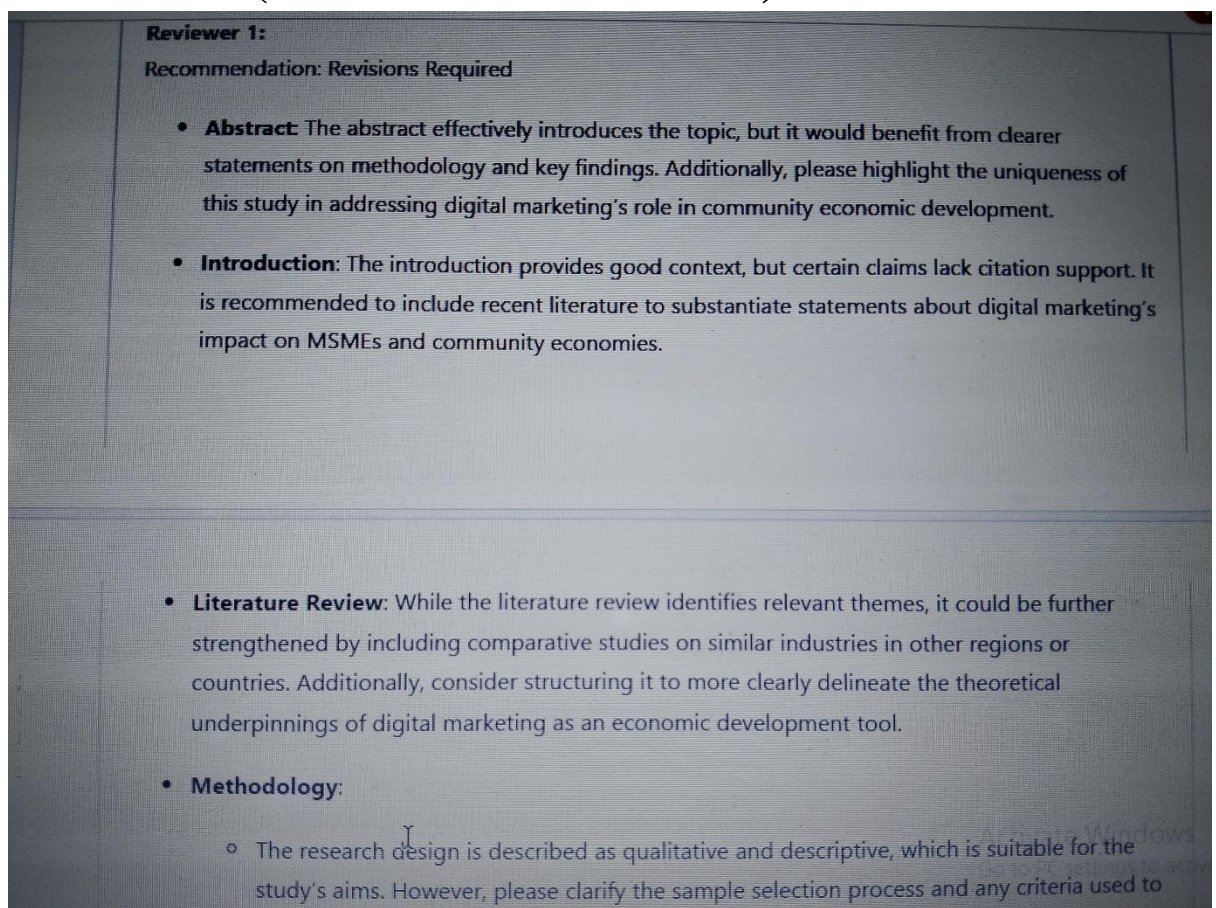 Reviewer 1:
Recommendation: Revisions Required
• Abstract: The abstract effectively introduces the topic, but it would benefit from clearer
statements on methodology and key findings. Additionally, please highlight the uniqueness of
this study in addressing digital marketing's role in community economic development.
• Introduction: The introduction provides good context, but certain claims lack citation support. It
is recommended to include recent literature to substantiate statements about digital marketing's
impact on MSMEs and community economies.
• Literature Review: While the literature review identifies relevant themes, it could be further
strengthened by including comparative studies on similar industries in other regions or
countries. Additionally, consider structuring it to more clearly delineate the theoretical
underpinnings of digital marketing as an economic development tool.
• Methodology:
Activate Windows
○ The research design is described as qualitative and descriptive, which is suitable for the
study's aims. However, please clarify the sample selection process and any criteria used to